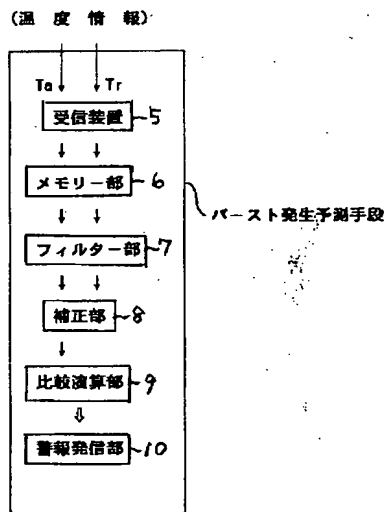 (温 度 情 報)
Ta Tr
受信装置 5
メモリー部 6
バースト発生予測手段
フィルター部 7
補正部 8
比較演算部 9
警報発信部 10